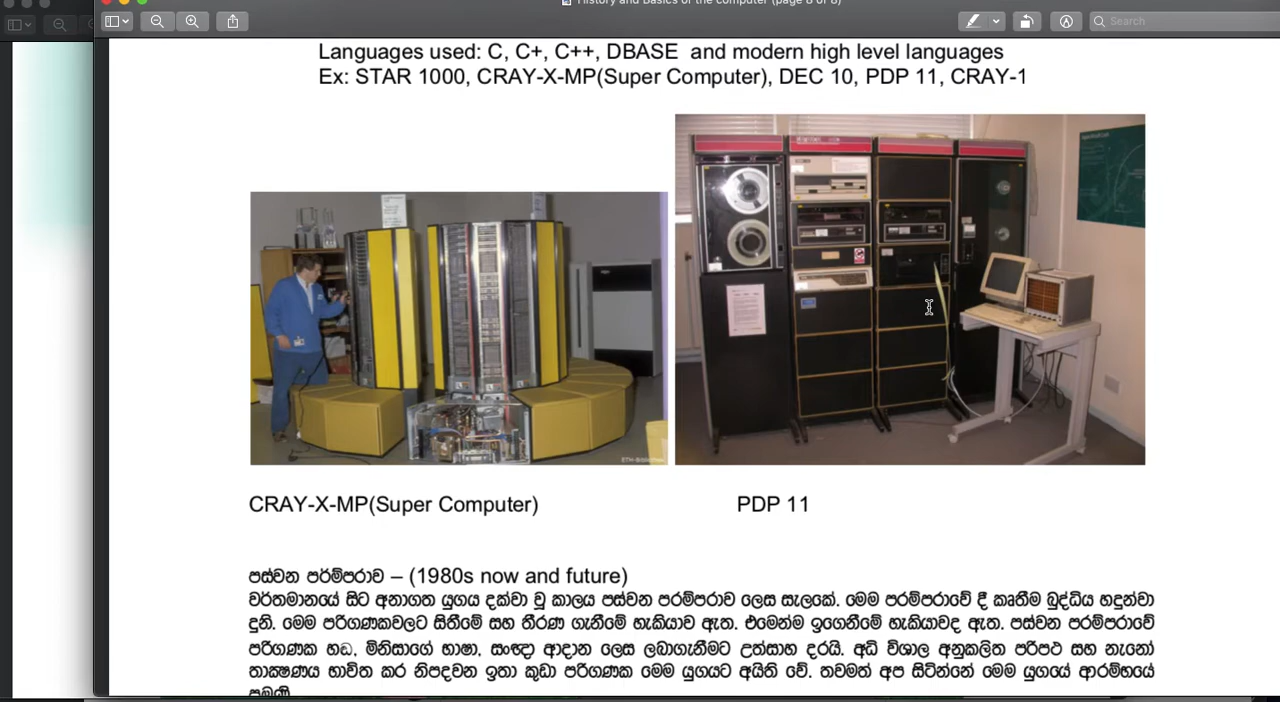 History and Basics of the computer (page 8 of 8)
Search
Languages used: C, C+, C++, DBASE and modern high level languages
Ex: STAR 1000, CRAY-X-MP(Super Computer), DEC 10, PDP 11, CRAY-1
ETH-Bibliothek
CRAY-X-MP(Super Computer)
PDP 11
පස්වන පරම්පරාව – (1980s now and future)
වර්තමානයේ සිට අනාගත යුගය දක්වා වූ කාලය පස්වන පරම්පරාව ලෙස සැලකේ. මෙම පරම්පරාවේ දී කෘතීම බුද්ධිය හඳුන්වා
දුනි. මෙම පරිගණකවලට සිතීමේ සහ තීරණ ගැනීමේ හැකියාව ඇත. එමෙන්ම ඉගෙනීමේ හැකියාවද ඇත. පස්වන පරම්පරාවේ
පරිගණක හඬ, මිනිසාගේ භාෂා, සංඥා ආදාන ලෙස ලබාගැනීමට උත්සාහ දරයි. අධි විශාල අනුකලිත පරිපථ සහ නැනෝ
තාක්‍ෂණය භාවිත කර නිපදවන ඉතා කුඩා පරිගණක මෙම යුගයට අයිති වේ. තවමත් අප සිටින්නේ මෙම යුගයේ ආරම්භයේ